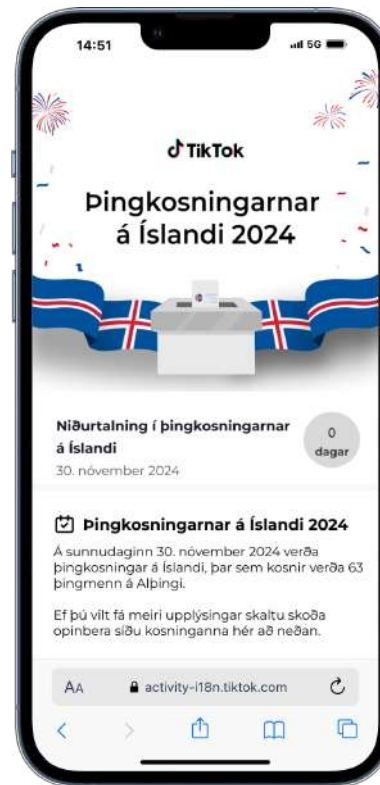 14:51
5G
TikTok
Þingkosningarnar
á Íslandi 2024
Niðurtalning í þingkosningarnar
á Íslandi
30. nóvember 2024
0
dagar
Þingkosningarnar á Íslandi 2024
Á sunnudaginn 30. nóvember 2024 verða
þingkosningar á Íslandi, þar sem kosnir verða 63
þingmenn á Alþingi.
Ef þú vilt fá meiri upplýsingar skaltu skoða
opinbera síðu kosninganna hér að neðan.
AA
activity-i18n.tiktok.com